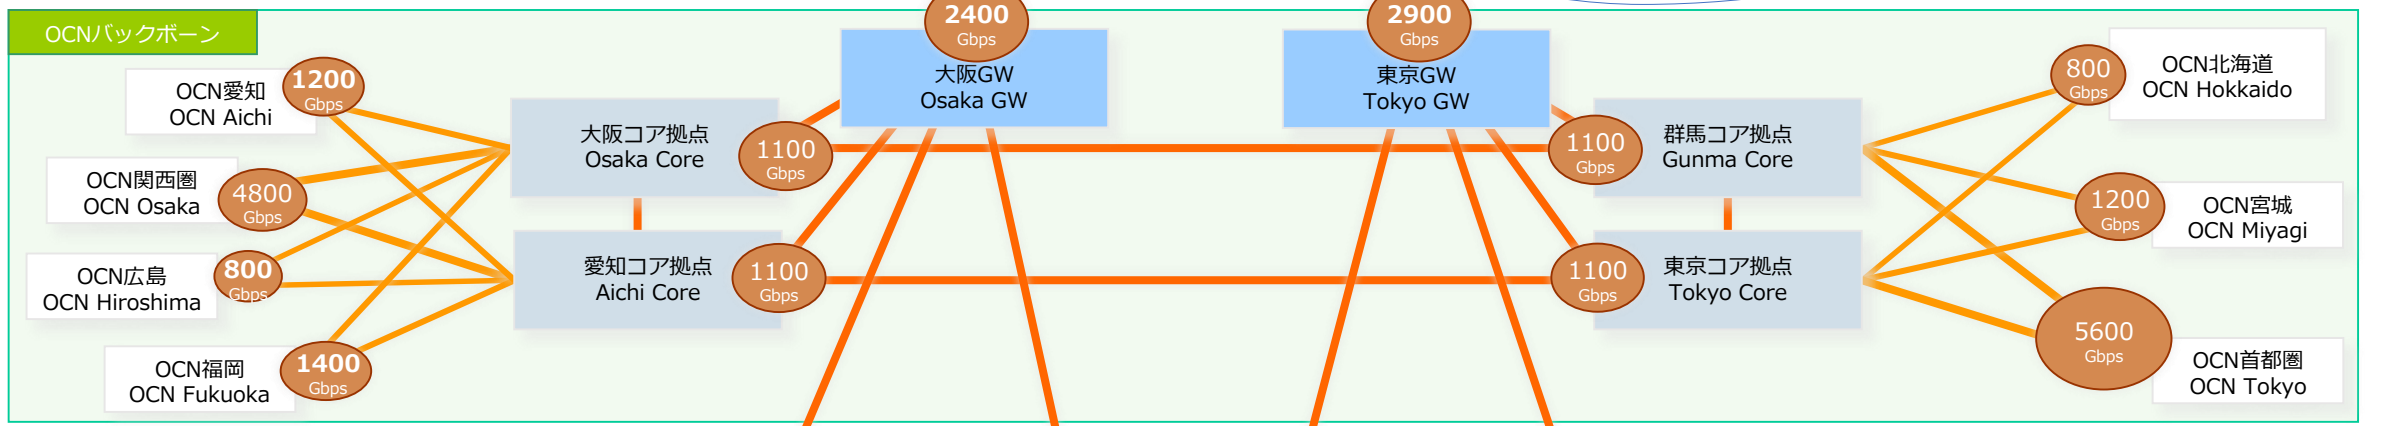 OCNバックボーン
2400
Gbps
大阪GW
Osaka GW
2900
Gbps
東京GW
Tokyo GW
OCN愛知
OCN Aichi
1200
Gbps
OCN関西圏
OCN Osaka
4800
Gbps
OCN広島
OCN Hiroshima
800
Gbps
OCN福岡
OCN Fukuoka
1400
Gbps
大阪コア拠点
Osaka Core
1100
Gbps
愛知コア拠点
Aichi Core
1100
Gbps
1100
Gbps
群馬コア拠点
Gunma Core
1100
Gbps
東京コア拠点
Tokyo Core
800
Gbps
OCN北海道
OCN Hokkaido
1200
Gbps
OCN宮城
OCN Miyagi
5600
Gbps
OCN首都圏
OCN Tokyo